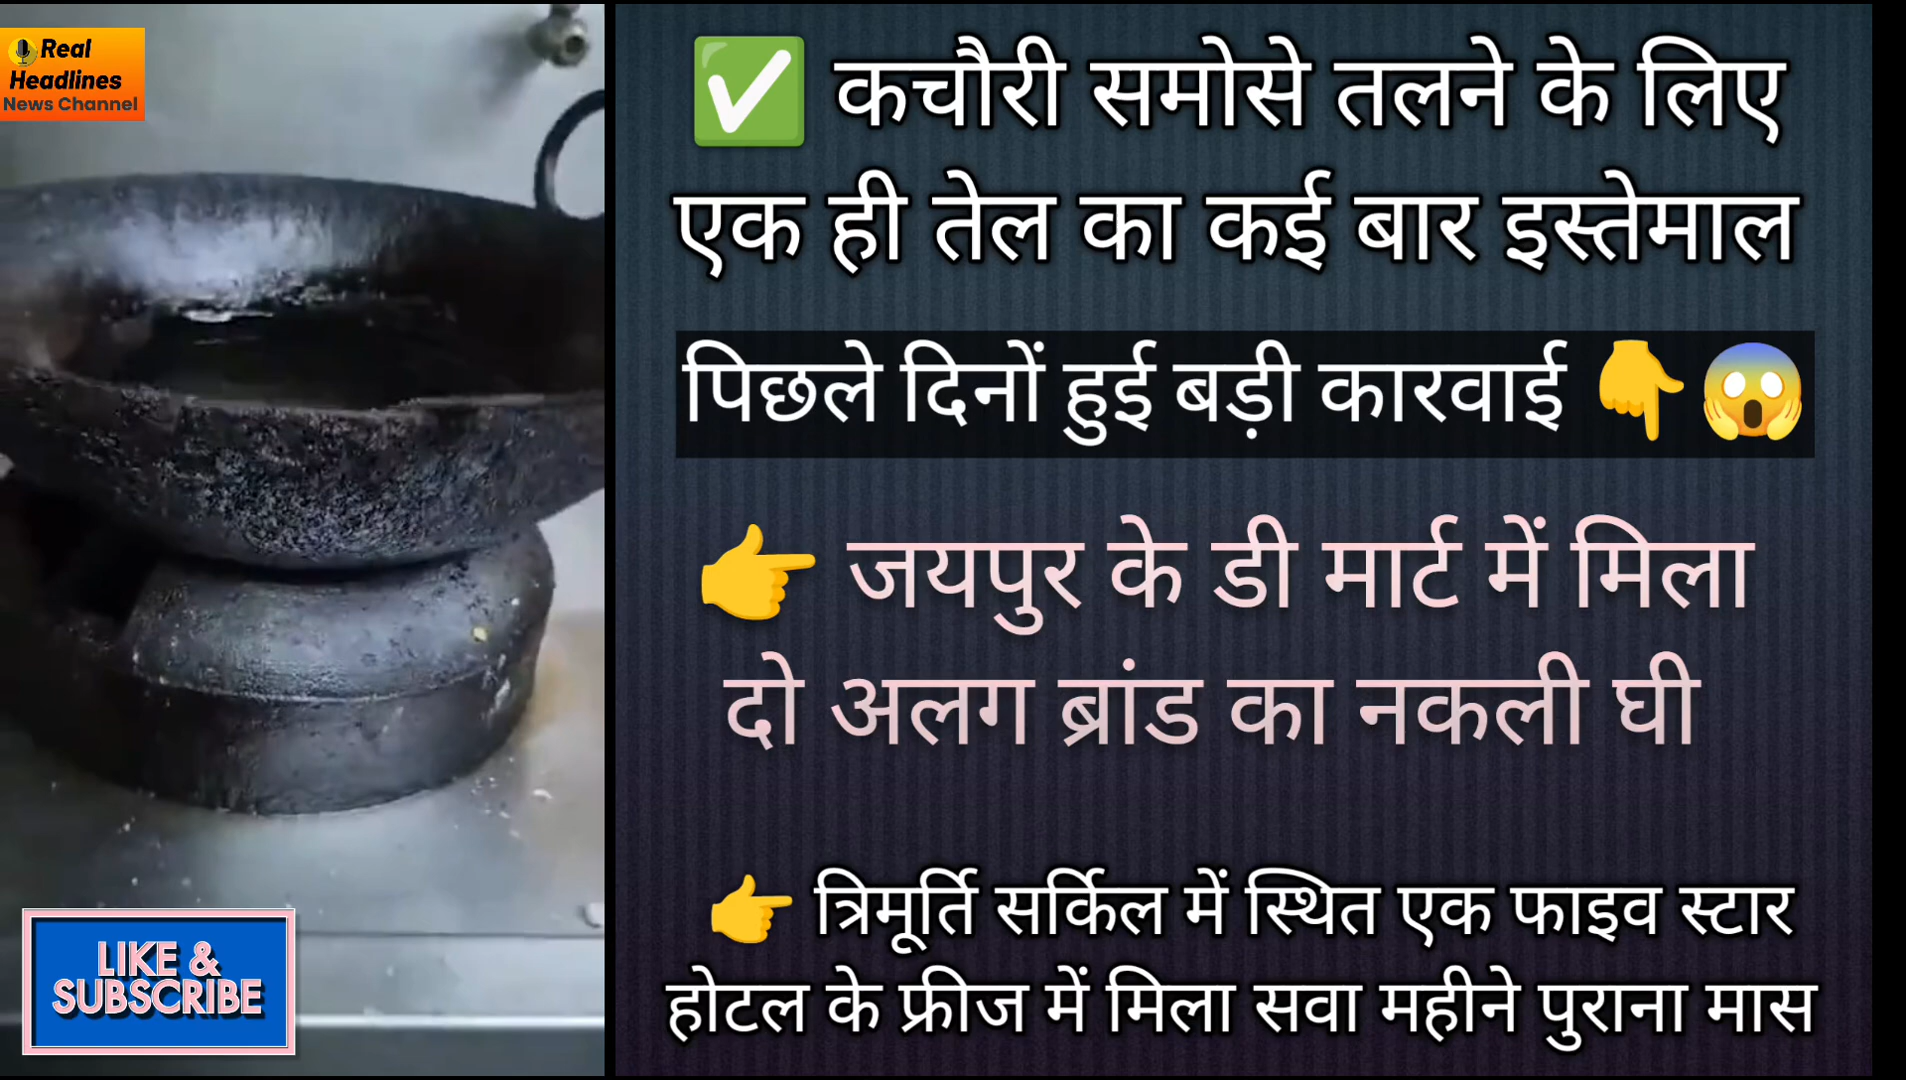 Real
Headlines
News Channel
✅ कचौरी समोसे तलने के लिए
एक ही तेल का कई बार इस्तेमाल
पिछले दिनों हुई बड़ी कारवाई 👇😱
👉 जयपुर के डी मार्ट में मिला
दो अलग ब्रांड का नकली घी
👉 त्रिमूर्ति सर्किल में स्थित एक फाइव स्टार
होटल के फ्रीज में मिला सवा महीने पुराना मास
LIKE &
SUBSCRIBE